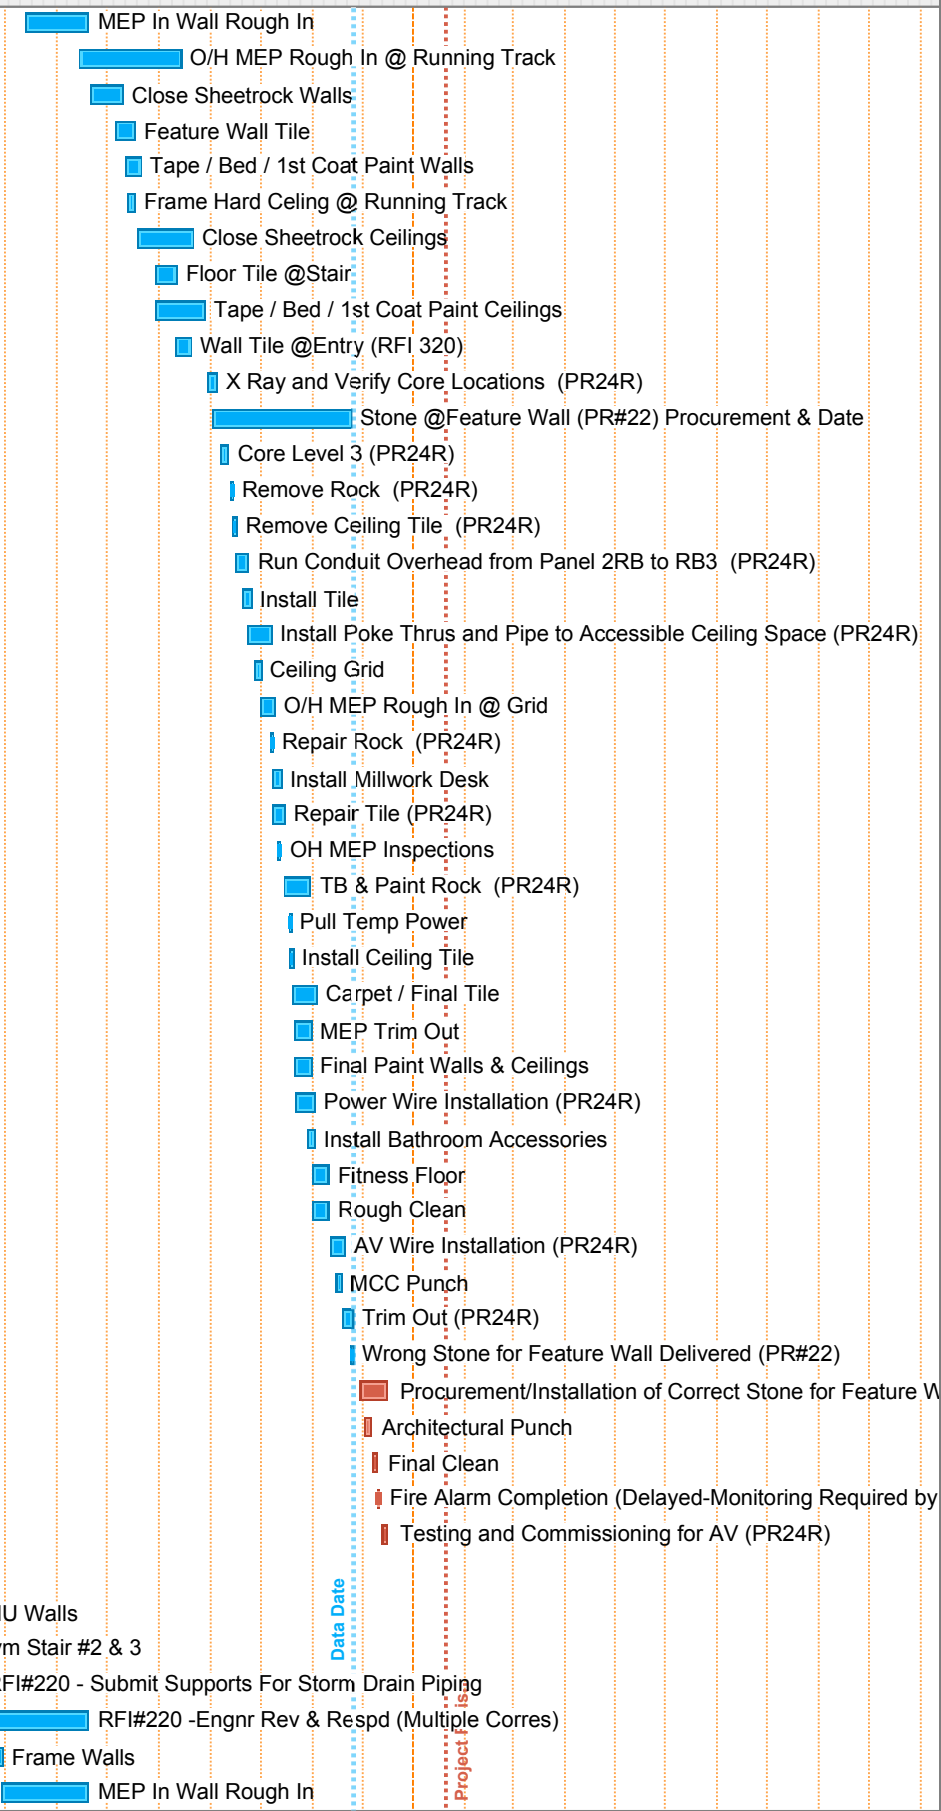 MEP In Wall Rough In
O/H MEP Rough In @ Running Track
Close Sheetrock Walls
Feature Wall Tile
Tape / Bed / 1st Coat Paint Walls
Frame Hard Celing @ Running Track
Close Sheetrock Ceilings
Floor Tile @Stair
Tape / Bed / 1st Coat Paint Ceilings
Wall Tile @Entry (RFI 320)
X Ray and Verify Core Locations (PR24R)
Stone @Feature Wall (PR#22) Procurement & Date
Core Level 3 (PR24R)
Remove Rock (PR24R)
Remove Ceiling Tile (PR24R)
Run Conduit Overhead from Panel 2RB to RB3 (PR24R)
Install Tile
Install Poke Thrus and Pipe to Accessible Ceiling Space (PR24R)
Ceiling Grid
O/H MEP Rough In @ Grid
Repair Rock (PR24R)
Install Millwork Desk
Repair Tile (PR24R)
OH MEP Inspections
TB & Paint Rock (PR24R)
Pull Temp Power
Install Ceiling Tile
Carpet / Final Tile
MEP Trim Out
Final Paint Walls & Ceilings
Power Wire Installation (PR24R)
Install Bathroom Accessories
Fitness Floor
Rough Clean
AV Wire Installation (PR24R)
MCC Punch
Trim Out (PR24R)
Wrong Stone for Feature Wall Delivered (PR#22)
Procurement/Installation of Correct Stone for Feature W
Architectural Punch
Final Clean
Fire Alarm Completion (Delayed-Monitoring Required by
Testing and Commissioning for AV (PR24R)
Data Date
IU Walls
ym Stair #2 & 3
RFI#220 - Submit Supports For Storm Drain Piping
RFI#220 -Engnr Rev & Respd (Multiple Corres)
Project
Frame Walls
MEP In Wall Rough In